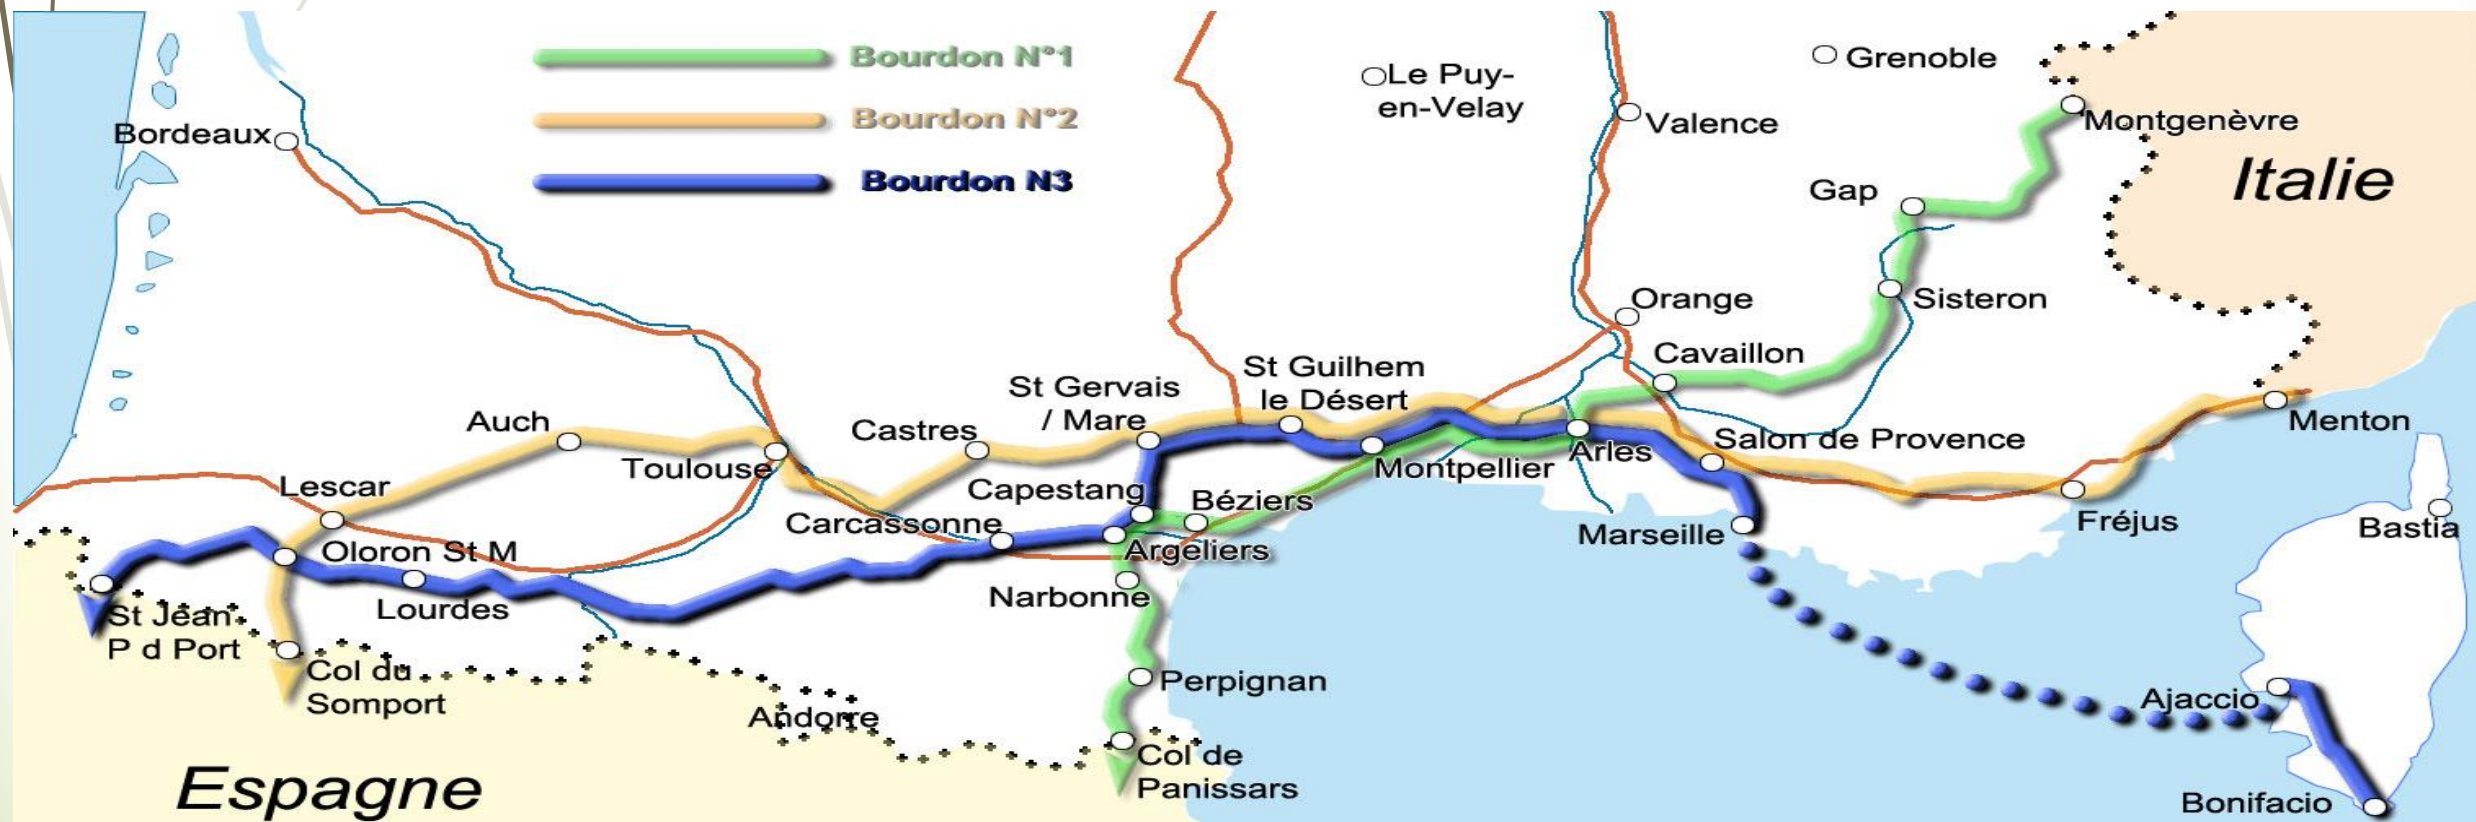 Bourdon N°1
Bourdon N°2
Bourdon N3
Grenoble
Le Puy-
en-Velay
Valence
Montgenèvre
Italie
Bordeaux
Gap
Orange
Sisteron
Cavaillon
St Guilhem
le Désert
St Gervais
/ Mare
Auch
Castres
Toulouse
Menton
Salon de Provence
Arles
Montpellier
Lescar
Capestang
Béziers
Carcassonne
Argeliers
Marseille
Fréjus
Bastia
Oloron St M
Lourdes
Narbonne
St Jean
P d Port
Col du
Somport
Perpignan
Andorre
Ajaccio
Col de
Panissars
Espagne
Bonifacio